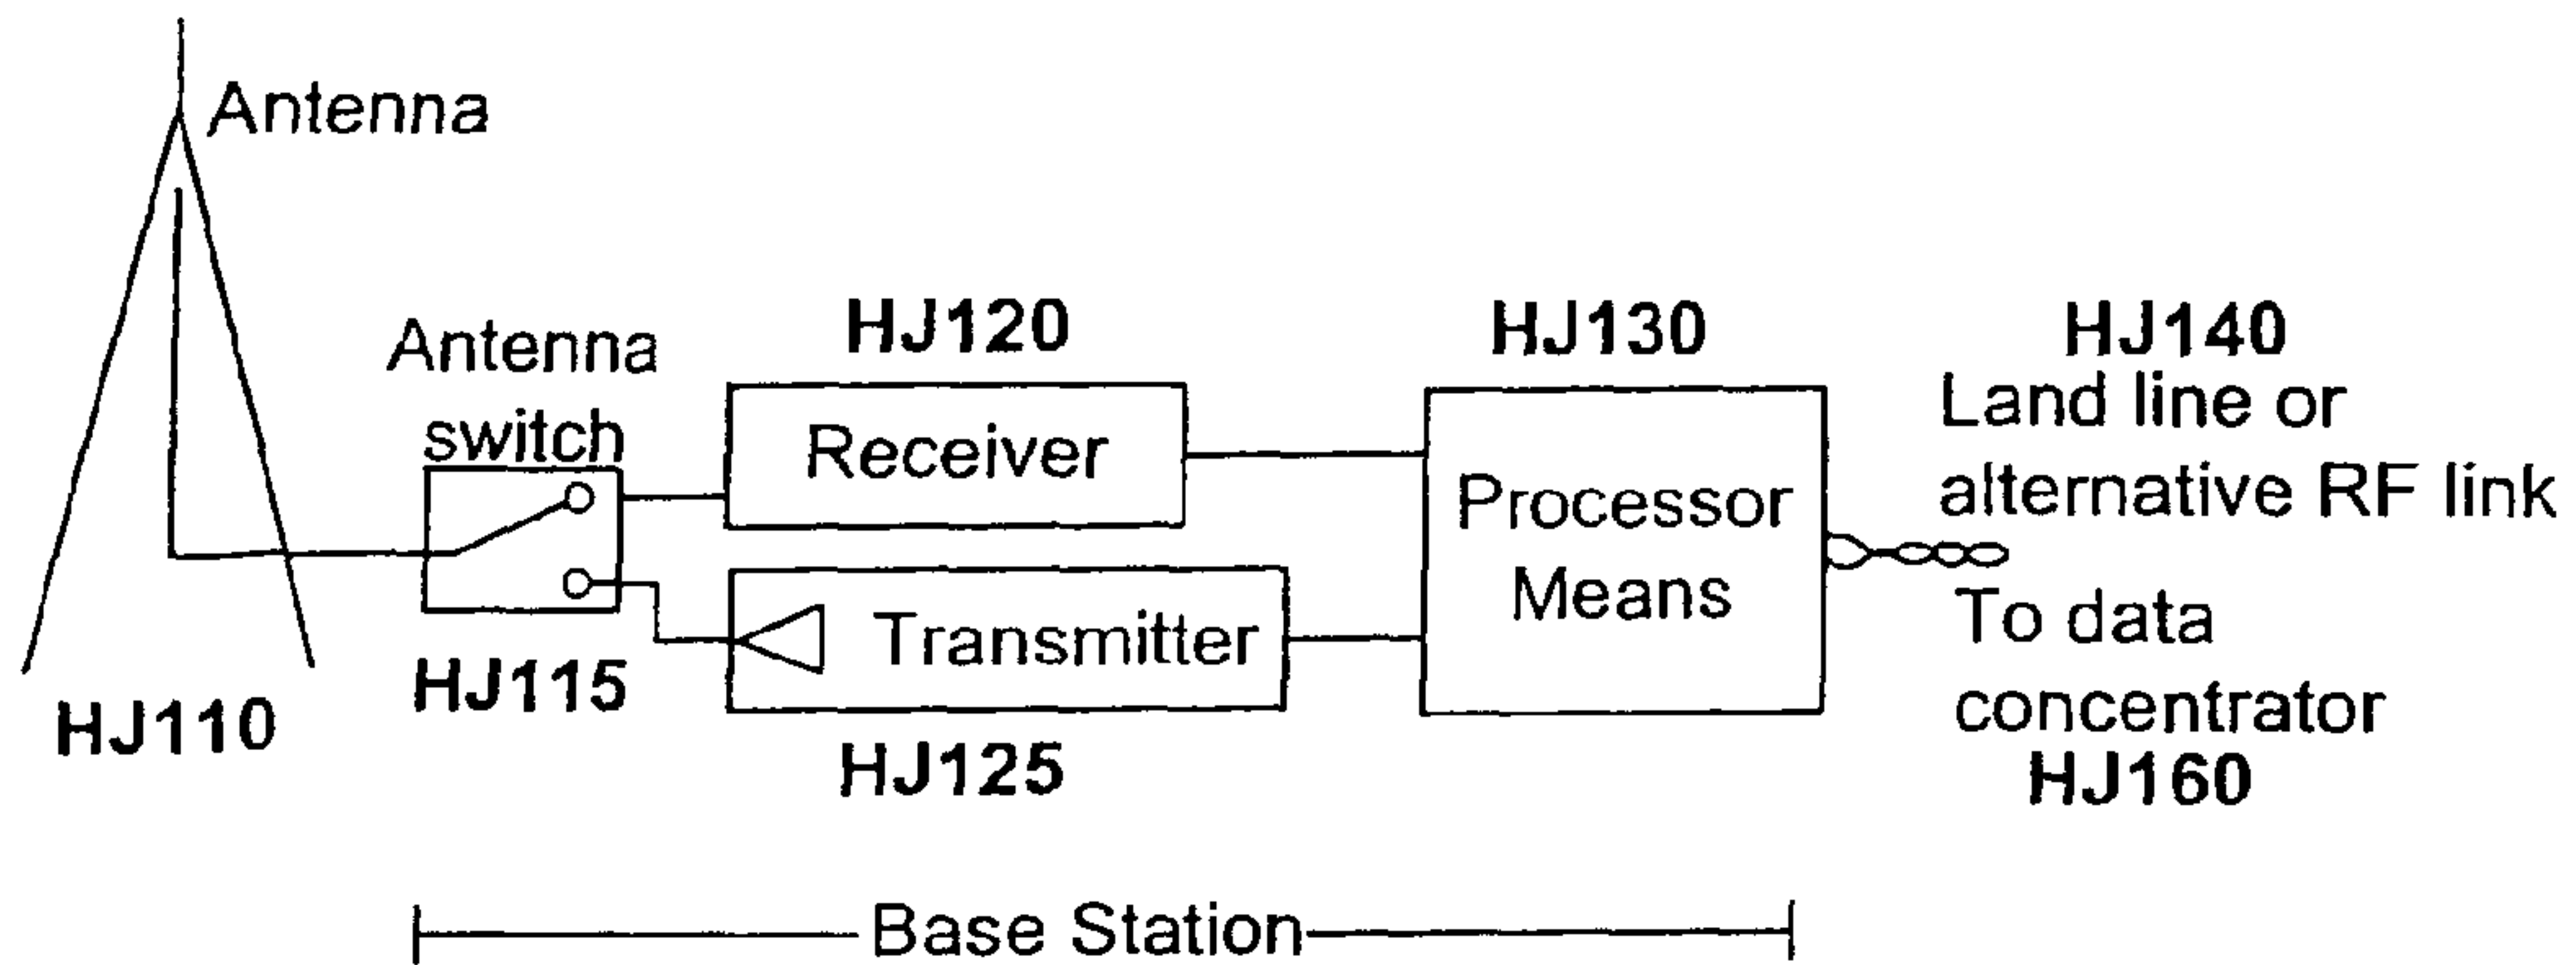 Antenna
HJ110
Antenna
switch
HJ115
HJ120
Receiver
Transmitter
HJ125
HJ130
Processor
Means
HJ140
Land line or
alternative RF link
To data
concentrator
HJ160
Base Station